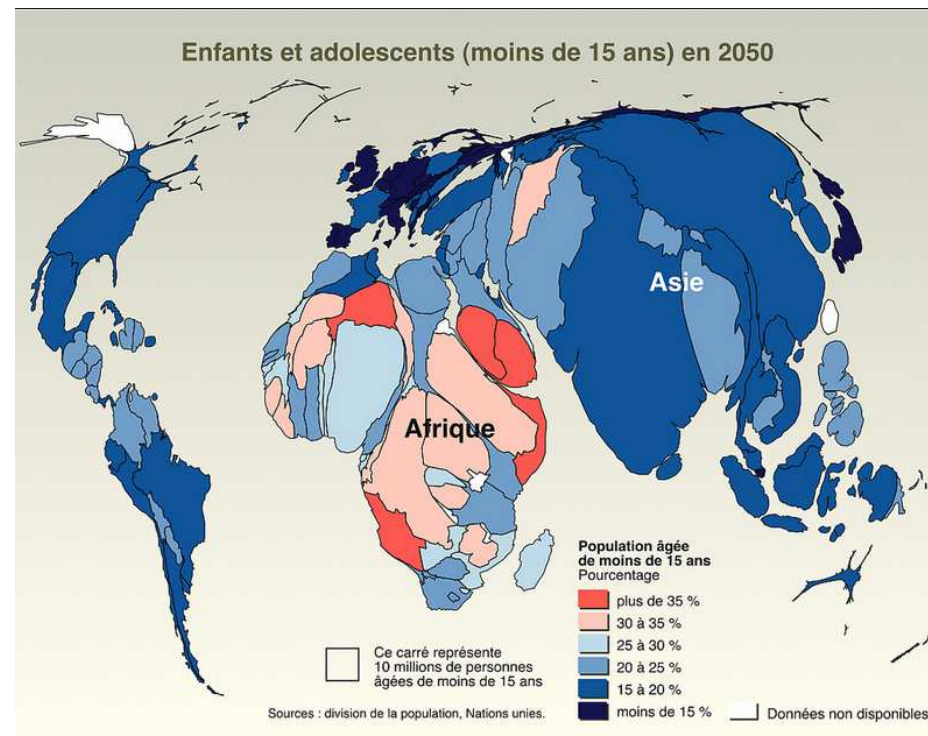 Enfants et adolescents (moins de 15 ans) en 2050
Asie
Afrique
Population âgée
de moins de 15 ans
Pourcentage
plus de 35 %
30 à 35 %
25 à 30 %
20 à 25 %
15 à 20 %
moins de 15 %
Données non disponibles
Ce carré représente
10 millions de personnes
âgées de moins de 15 ans
Sources : division de la population, Nations unies.